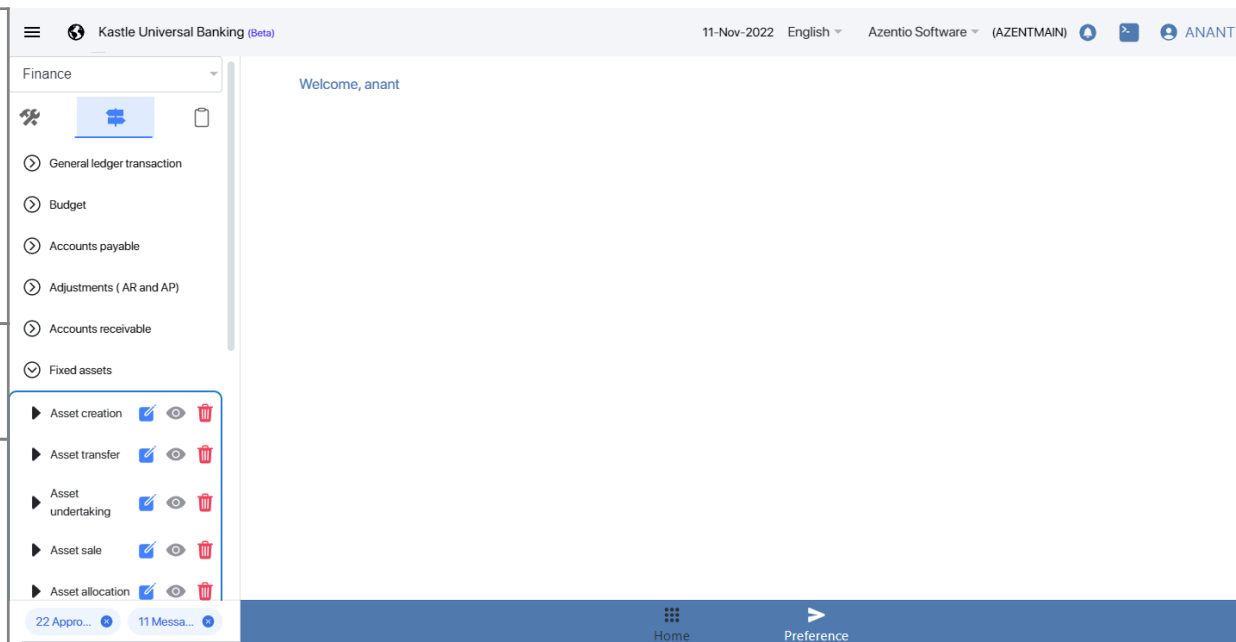 Kastle Universal Banking (Beta)
11-Nov-2022 English Azentio Software (AZENTMAIN) ANANT
Finance
Welcome, anant
General ledger transaction
Budget
Accounts payable
Adjustments ( AR and AP)
Accounts receivable
Fixed assets
Asset creation
Asset transfer
Asset
undertaking
Asset sale
Asset allocation
22 Appro... 11 Messa...
Home Preference